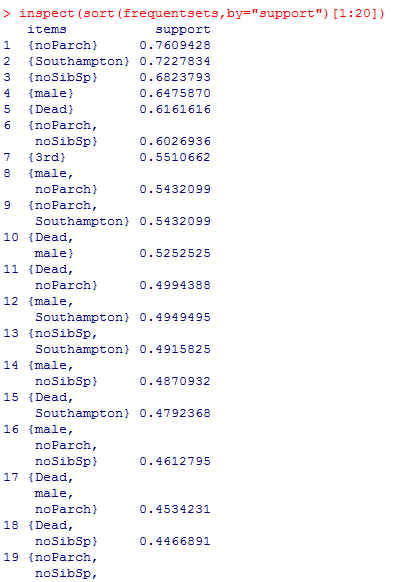 > inspect(sort(frequentsets,by="support")[1:20])
   items          support
1  {noParch}      0.7609428
2  {Southampton}  0.7227834
3  {noSibSp}      0.6823793
4  {male}         0.6475870
5  {Dead}         0.6161616
6  {noParch,
    noSibSp}      0.6026936
7  {3rd}          0.5510662
8  {male,
    noParch}      0.5432099
9  {noParch,
    Southampton}  0.5432099
10 {Dead,
    male}         0.5252525
11 {Dead,
    noParch}      0.4994388
12 {male,
    Southampton}  0.4949495
13 {noSibSp,
    Southampton}  0.4915825
14 {male,
    noSibSp}      0.4870932
15 {Dead,
    Southampton}  0.4792368
16 {male,
    noParch,
    noSibSp}      0.4612795
17 {Dead,
    male,
    noParch}      0.4534231
18 {Dead,
    noSibSp}      0.4466891
19 {noParch,
    noSibSp,